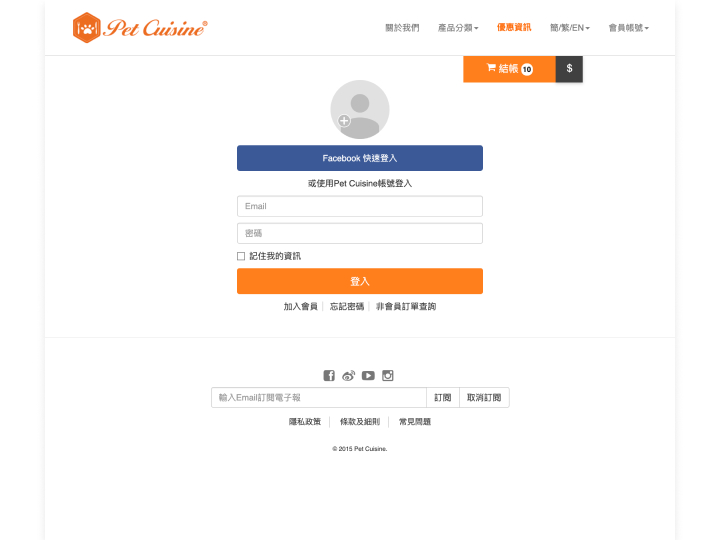 Pet Cuisine®
關於我們 產品分類 優惠資訊 簡/繁/EN 會員帳號
結帳 10 $
Facebook 快速登入
或使用Pet Cuisine帳號登入
Email
密碼
記住我的資訊
登入
加入會員 忘記密碼 非會員訂單查詢
輸入Email訂閱電子報 訂閱 取消訂閱
隱私政策 條款及細則 常見問題
© 2015 Pet Cuisine.